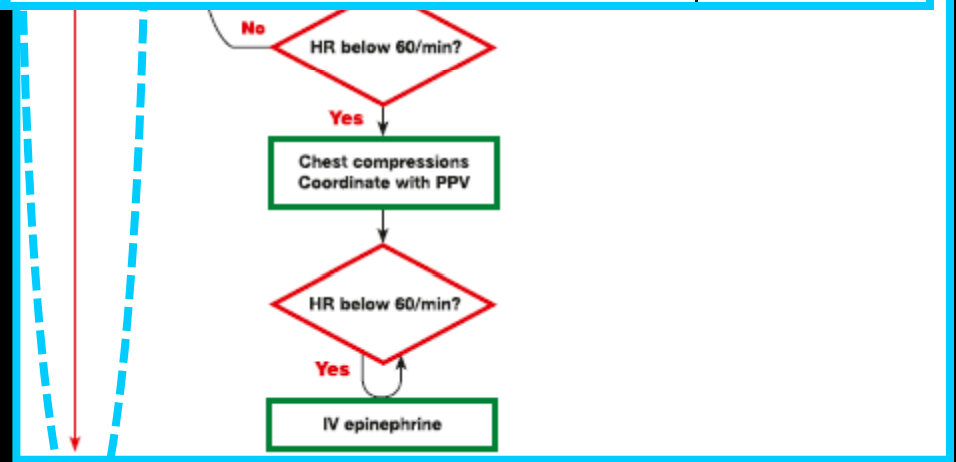 No
HR below 60/min?
Yes
Chest compressions
Coordinate with PPV
HR below 60/min?
Yes
IV epinephrine